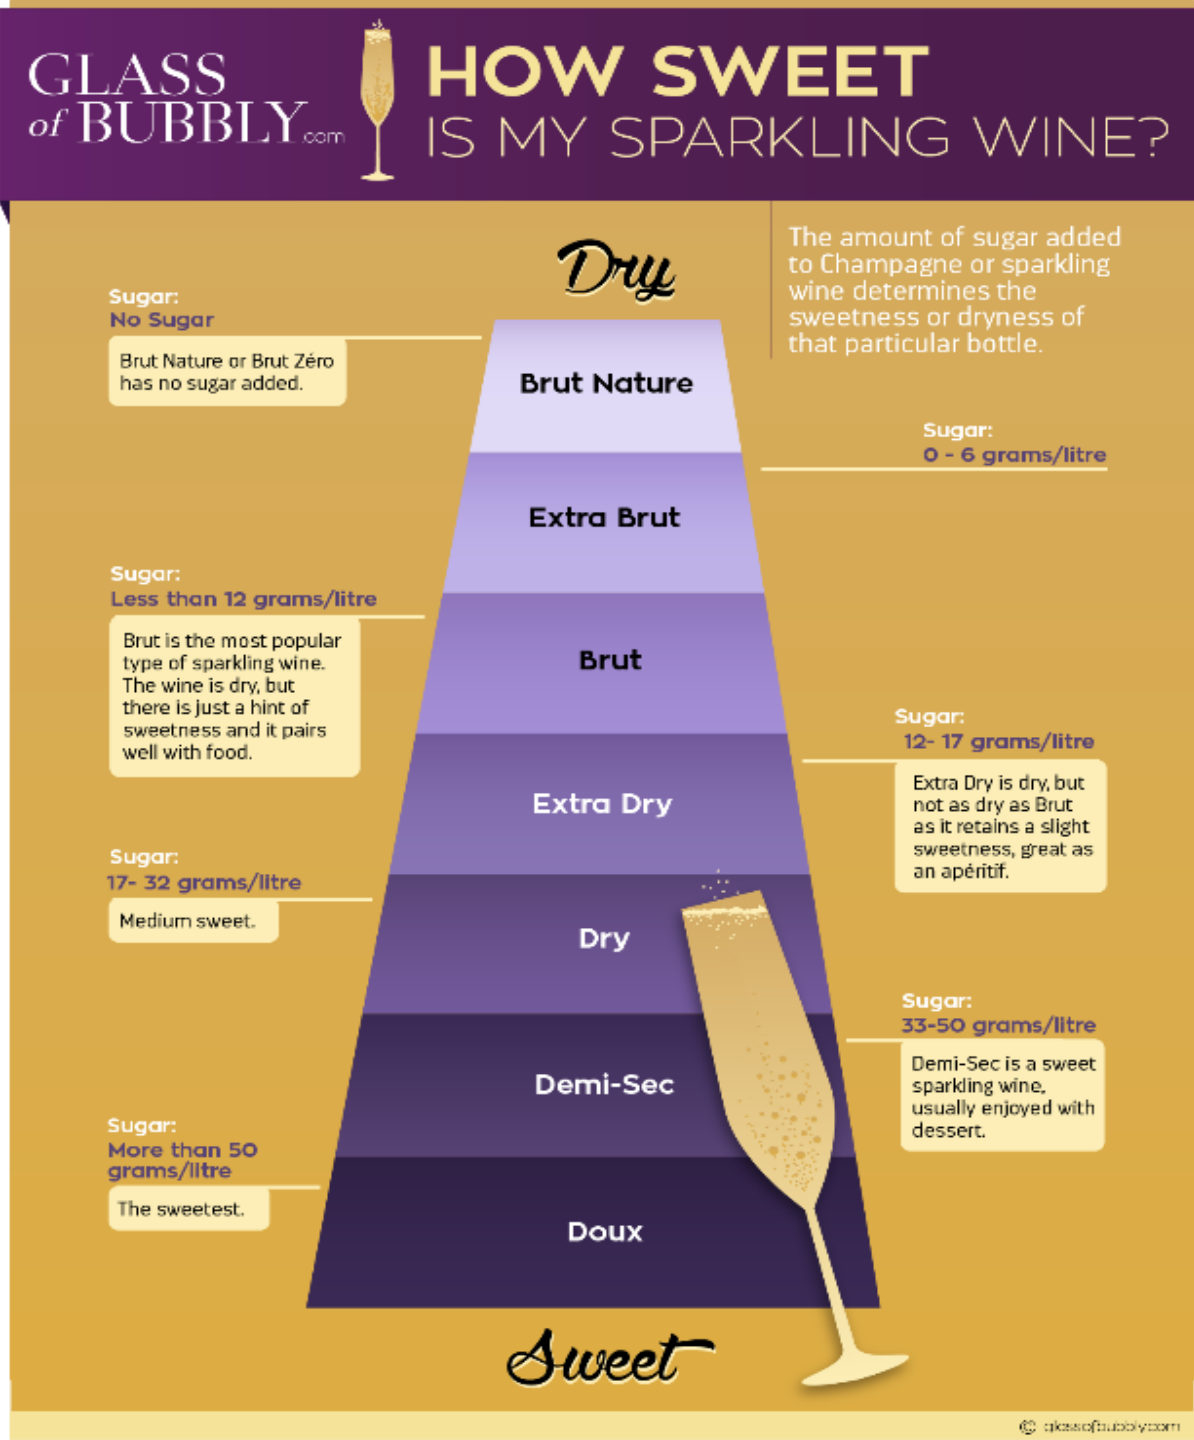 GLASS
of BUBBLY.com
HOW SWEET
IS MY SPARKLING WINE?
The amount of sugar added
to Champagne or sparkling
wine determines the
sweetness or dryness of
that particular bottle.
Dry
Sugar:
No Sugar
Brut Nature or Brut Zéro
has no sugar added.
Brut Nature
Sugar:
0 - 6 grams/litre
Extra Brut
Sugar:
Less than 12 grams/litre
Brut is the most popular
type of sparkling wine.
The wine is dry, but
there is just a hint of
sweetness and it pairs
well with food.
Brut
Sugar:
12- 17 grams/litre
Extra Dry is dry, but
not as dry as Brut
as it retains a slight
sweetness, great as
an apéritif.
Extra Dry
Sugar:
17- 32 grams/litre
Medium sweet.
Dry
Sugar:
33-50 grams/litre
Demi-Sec is a sweet
sparkling wine,
usually enjoyed with
dessert.
Demi-Sec
Sugar:
More than 50
grams/litre
The sweetest.
Doux
Sweet
© glassofbubbly.com